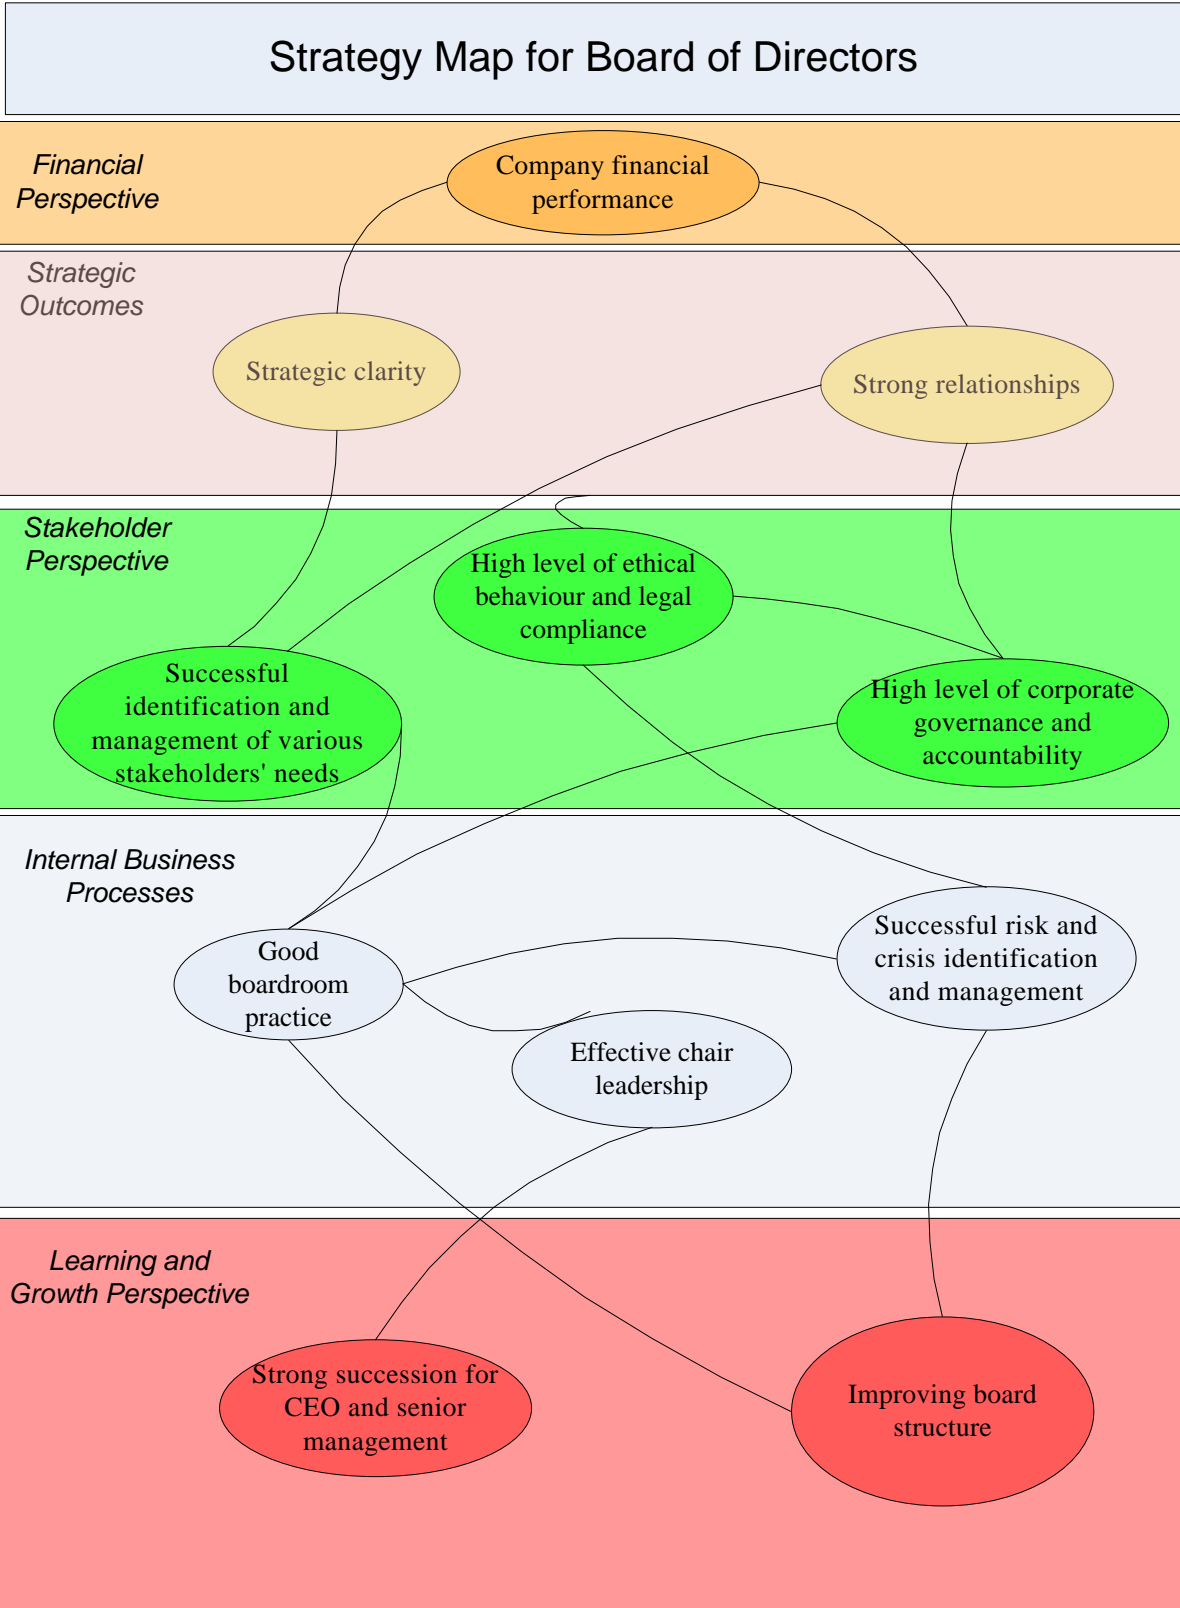 Strategy Map for Board of Directors
Financial
Perspective
Company financial
performance
Strategic
Outcomes
Strategic clarity
Strong relationships
Stakeholder
Perspective
High level of ethical
behaviour and legal
compliance
Successful
identification and
management of various
stakeholders' needs
High level of corporate
governance and
accountability
Internal Business
Processes
Good
boardroom
practice
Successful risk and
crisis identification
and management
Effective chair
leadership
Learning and
Growth Perspective
Strong succession for
CEO and senior
management
Improving board
structure